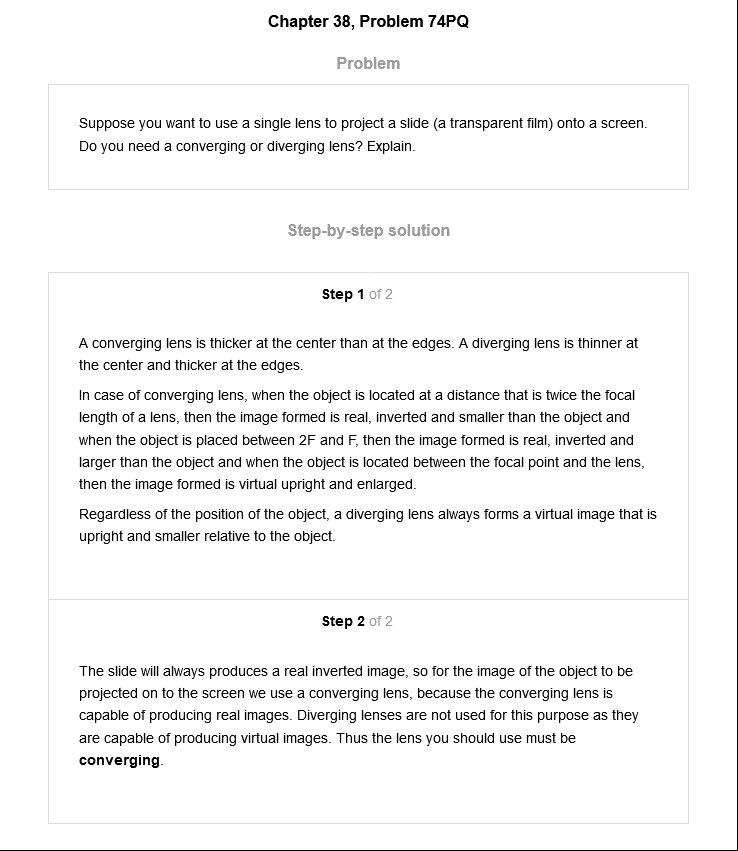 Chapter 38, Problem 74PQ
Problem
Suppose you want to use a single lens to project a slide (a transparent film) onto a screen.
Do you need a converging or diverging lens? Explain.
Step-by-step solution
Step 1 of 2
A converging lens is thicker at the center than at the edges. A diverging lens is thinner at
the center and thicker at the edges.
In case of converging lens, when the object is located at a distance that is twice the focal
length of a lens, then the image formed is real, inverted and smaller than the object and
when the object is placed between 2F and F, then the image formed is real, inverted and
larger than the object and when the object is located between the focal point and the lens,
then the image formed is virtual upright and enlarged.
Regardless of the position of the object, a diverging lens always forms a virtual image that is
upright and smaller relative to the object.
Step 2 of 2
The slide will always produces a real inverted image, so for the image of the object to be
projected on to the screen we use a converging lens, because the converging lens is
capable of producing real images. Diverging lenses are not used for this purpose as they
are capable of producing virtual images. Thus the lens you should use must be
converging.